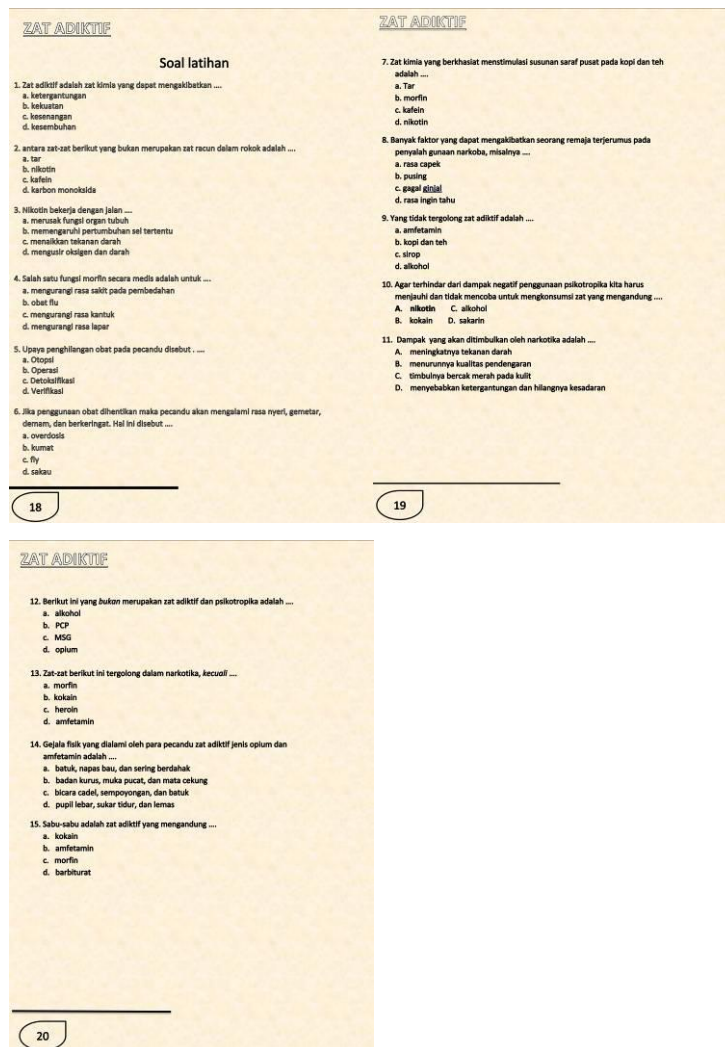 ZAT ADIKTIF
Soal latihan
1. Zat adiktif adalah zat kimia yang dapat mengakibatkan ....
a. ketergantungan
b. kekuatan
c. kesenangan
d. kesembuhan
2. antara zat-zat berikut yang bukan merupakan zat racun dalam rokok adalah ....
a. tar
b. nikotin
c. kafein
d. karbon monoksida
3. Nikotin bekerja dengan jalan ....
a. merusak fungsi organ tubuh
b. memengaruhi pertumbuhan sel tertentu
c. menaikkan tekanan darah
d. mengusir oksigen dan darah
4. Salah satu fungsi morfin secara medis adalah untuk ....
a. mengurangi rasa sakit pada pembedahan
b. obat flu
c. mengurangi rasa kantuk
d. mengurangi rasa lapar
5. Upaya penghilangan obat pada pecandu disebut . ....
a. Otopsi
b. Operasi
c. Detoksifikasi
d. Verifikasi
6. Jika penggunaan obat dihentikan maka pecandu akan mengalami rasa nyeri, gemetar,
demam, dan berkeringat. Hal ini disebut ....
a. overdosis
b. kumat
c. fly
d. sakau
18
ZAT ADIKTIF
7. Zat kimia yang berkhasiat menstimulasi susunan saraf pusat pada kopi dan teh
adalah ....
a. Tar
b. morfin
c. kafein
d. nikotin
8. Banyak faktor yang dapat mengakibatkan seorang remaja terjerumus pada
penyalah gunaan narkoba, misalnya ....
a. rasa capek
b. pusing
c. gagal ginjal
d. rasa ingin tahu
9. Yang tidak tergolong zat adiktif adalah ....
a. amfetamin
b. kopi dan teh
c. sirop
d. alkohol
10. Agar terhindar dari dampak negatif penggunaan psikotropika kita harus
menjauhi dan tidak mencoba untuk mengkonsumsi zat yang mengandung ....
A. nikotin C. alkohol
B. kokain D. sakarin
11. Dampak yang akan ditimbulkan oleh narkotika adalah ....
A. meningkatnya tekanan darah
B. menurunnya kualitas pendengaran
C. timbulnya bercak merah pada kulit
D. menyebabkan ketergantungan dan hilangnya kesadaran
19
ZAT ADIKTIF
12. Berikut ini yang bukan merupakan zat adiktif dan psikotropika adalah ....
a. alkohol
b. PCP
c. MSG
d. opium
13. Zat-zat berikut ini tergolong dalam narkotika, kecuali ....
a. morfin
b. kokain
c. heroin
d. amfetamin
14. Gejala fisik yang dialami oleh para pecandu zat adiktif jenis opium dan
amfetamin adalah ....
a. batuk, napas bau, dan sering berdahak
b. badan kurus, muka pucat, dan mata cekung
c. bicara cadel, sempoyongan, dan batuk
d. pupil lebar, sukar tidur, dan lemas
15. Sabu-sabu adalah zat adiktif yang mengandung ....
a. kokain
b. amfetamin
c. morfin
d. barbiturat
20